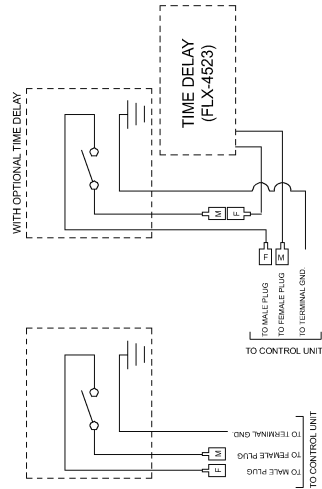 WITH OPTIONAL TIME DELAY
TIME DELAY
(FLX-4523)
M
F
F
M
TO MALE PLUG
TO FEMALE PLUG
TO TERMINAL GND.
TO CONTROL UNIT
TO TERMINAL GND.
M
TO FEMALE PLUG
F
TO MALE PLUG
TO CONTROL UNIT